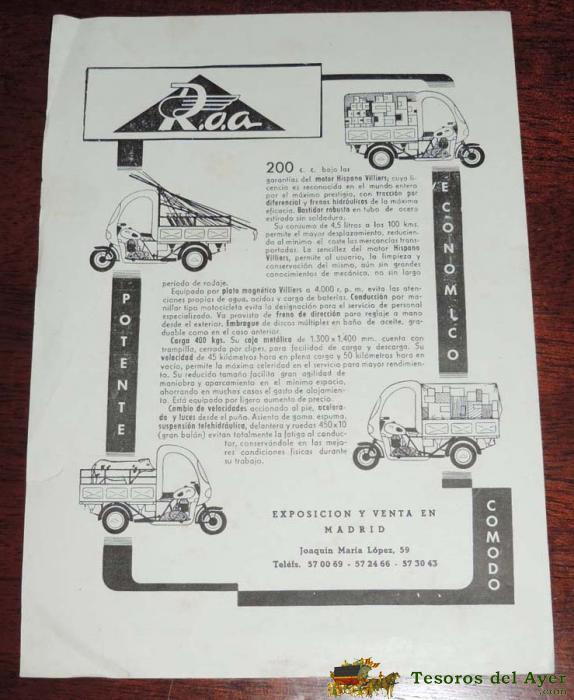 R.o.a
200 c. c. bajo las
garantías del motor Hispano Villiers; cuya li-
cencia es reconocida en el mundo entero
por el máximo prestigio, con tracción por
diferencial y frenos hidráulicos de la máxima
eficacia. Bastidor robusto en tubo de acero
estirado sin soldadura.
Su consumo de 4,5 litros a los 100 kms.
permite el mayor desplazamiento, reducien-
do al mínimo el coste las mercancías trans-
portadas. La sencillez del motor Hispano
Villiers, permite al usuario, la limpieza y
conservación del mismo, aún sin grandes
conocimientos de mecánica, no sin largo
período de rodaje.
Equipado por plato magnético Villiers a 4.000 r. p. m. evita las aten-
ciones propias de agua, acidos y carga de baterías. Conducción por ma-
nillar tipo motocicleta evita la designación para el servicio de personal
especializado. Va provisto de freno de dirección para reglaje a mano
desde el exterior. Embrague de discos múltiples en baño de aceite, gra-
duable como en el caso anterior.
Carga 400 kgs. Su caja metálica de 1.300 x 1.400 mm. cuenta con
trampilla, cerrada por clipes, para facilidad de carga y descarga. Su
velocidad de 45 kilómetros hora en plena carga y 50 kilómetros hora en
vacío, permite la máxima celeridad en el servicio para mayor rendimien-
to. Su reducido tamaño facilita gran agilidad de
maniobra y aparcamiento en el mínimo espacio,
ahorrando en muchos casos el gasto de alojamien-
to. Está equipado por ligero aumento de precio.
Cambio de velocidades accionado al pie, acelera-
do y luces desde el puño. Asiento de goma, espuma,
suspensión telehidráulica, delantera y ruedas 450 x 10
(gran balón) evitan totalmente la fatiga al conduc-
tor, conservándole en las mejo-
res condiciones físicas durante
su trabajo.
POTENTE
ECONOMICO
COMODO
EXPOSICION Y VENTA EN
MADRID
Joaquín María López, 59
Teléfs. 57 00 69 - 57 24 66 - 57 30 43
Tesoros del Ayer
.com